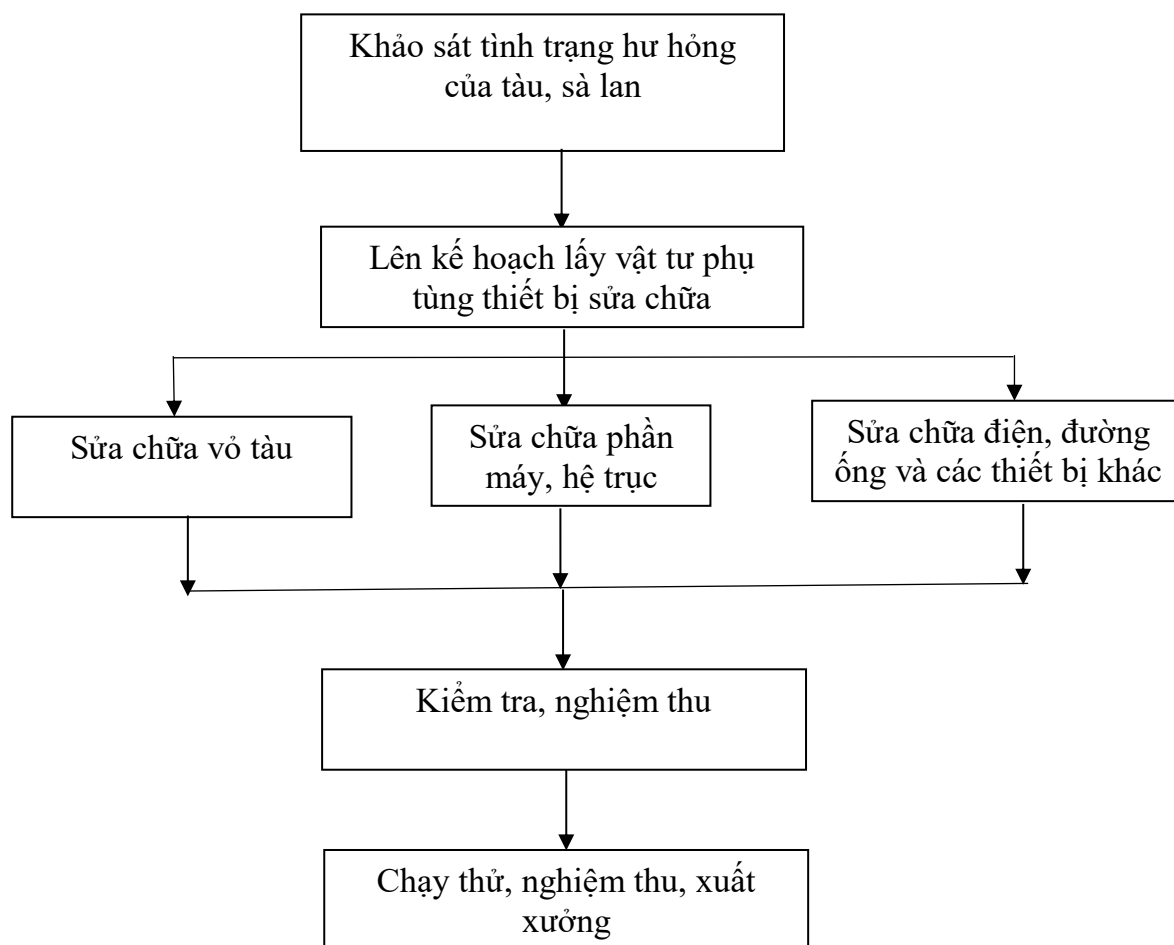 Khảo sát tình trạng hư hỏng
của tàu, sà lan
Lên kế hoạch lấy vật tư phụ
tùng thiết bị sửa chữa
Sửa chữa vỏ tàu
Sửa chữa phần
máy, hệ trục
Sửa chữa điện, đường
ống và các thiết bị khác
Kiểm tra, nghiệm thu
Chạy thử, nghiệm thu, xuất
xưởng